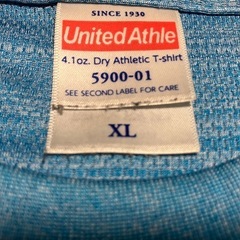 SINCE 1930
United Athle
4.1oz. Dry Athletic T-shirt
5900-01
SEE SECOND LABEL FOR CARE
XL